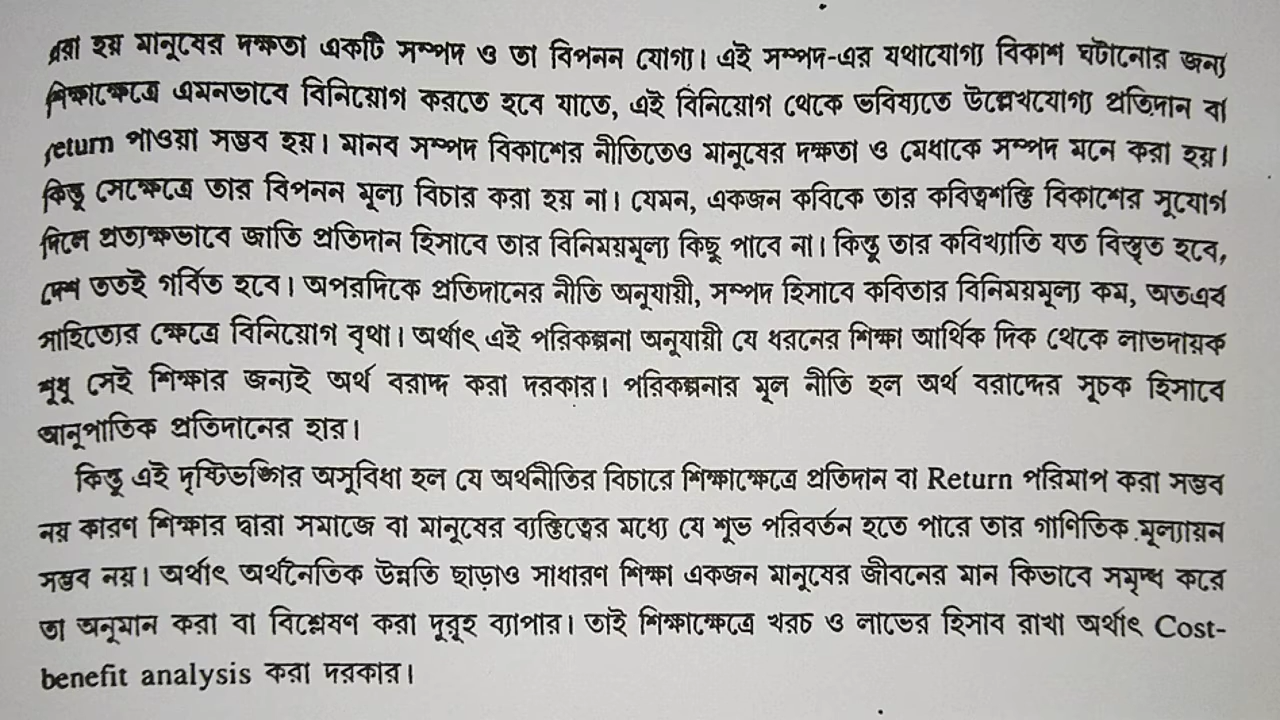 ধরা হয় মানুষের দক্ষতা একটি সম্পদ ও তা বিপনন যোগ্য। এই সম্পদ-এর যথাযোগ্য বিকাশ ঘটানোর জন্য
শিক্ষাক্ষেত্রে এমনভাবে বিনিয়োগ করতে হবে যাতে, এই বিনিয়োগ থেকে ভবিষ্যতে উল্লেখযোগ্য প্রতিদান বা
return পাওয়া সম্ভব হয়। মানব সম্পদ বিকাশের নীতিতেও মানুষের দক্ষতা ও মেধাকে সম্পদ মনে করা হয়।
কিন্তু সেক্ষেত্রে তার বিপনন মূল্য বিচার করা হয় না। যেমন, একজন কবিকে তার কবিত্বশক্তি বিকাশের সুযোগ
দিলে প্রত্যক্ষভাবে জাতি প্রতিদান হিসাবে তার বিনিময়মূল্য কিছু পাবে না। কিন্তু তার কবিখ্যাতি যত বিস্তৃত হবে,
দেশ ততই গর্বিত হবে। অপরদিকে প্রতিদানের নীতি অনুযায়ী, সম্পদ হিসাবে কবিতার বিনিময়মূল্য কম, অতএব
সাহিত্যের ক্ষেত্রে বিনিয়োগ বৃথা। অর্থাৎ এই পরিকল্পনা অনুযায়ী যে ধরনের শিক্ষা আর্থিক দিক থেকে লাভদায়ক
শুধু সেই শিক্ষার জন্যই অর্থ বরাদ্দ করা দরকার। পরিকল্পনার মূল নীতি হল অর্থ বরাদ্দের সূচক হিসাবে
আনুপাতিক প্রতিদানের হার।
কিন্তু এই দৃষ্টিভঙ্গির অসুবিধা হল যে অর্থনীতির বিচারে শিক্ষাক্ষেত্রে প্রতিদান বা Return পরিমাপ করা সম্ভব
নয় কারণ শিক্ষার দ্বারা সমাজে বা মানুষের ব্যক্তিত্বের মধ্যে যে শুভ পরিবর্তন হতে পারে তার গাণিতিক মূল্যায়ন
সম্ভব নয়। অর্থাৎ অর্থনৈতিক উন্নতি ছাড়াও সাধারণ শিক্ষা একজন মানুষের জীবনের মান কিভাবে সমৃদ্ধ করে
তা অনুমান করা বা বিশ্লেষণ করা দুরূহ ব্যাপার। তাই শিক্ষাক্ষেত্রে খরচ ও লাভের হিসাব রাখা অর্থাৎ Cost-
benefit analysis করা দরকার।